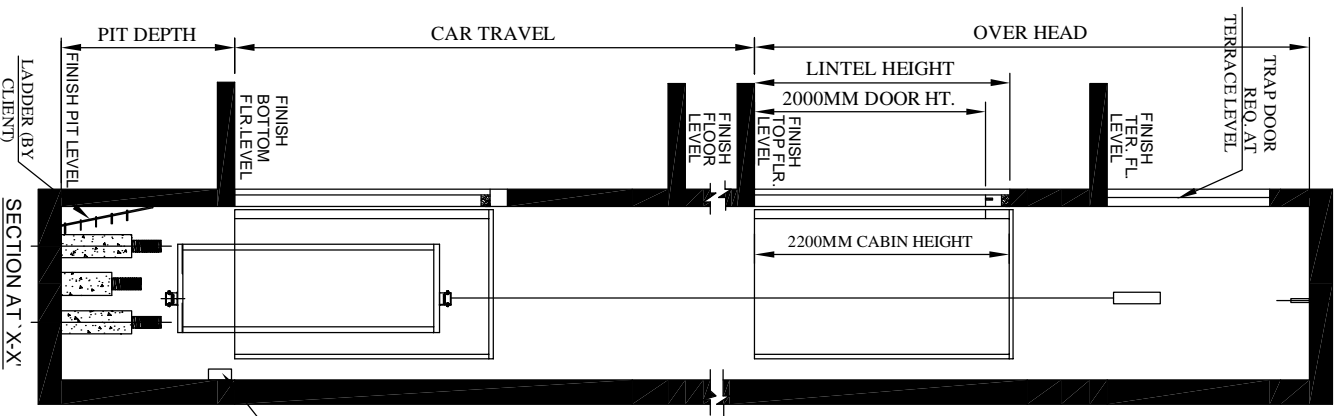 PIT DEPTH
CAR TRAVEL
OVER HEAD
LINTEL HEIGHT
2000MM DOOR HT.
TRAP DOOR
REQ. AT
TERRACE LEVEL
FINISH PIT LEVEL
LADDER (BY
CLIENT)
FINISH
BOTTOM
FLR.LEVEL
FINISH
FLOOR
LEVEL
FINISH
TOP FLR.
LEVEL
FINISH
TER. FL.
LEVEL
2200MM CABIN HEIGHT
SECTION AT 'X-X'